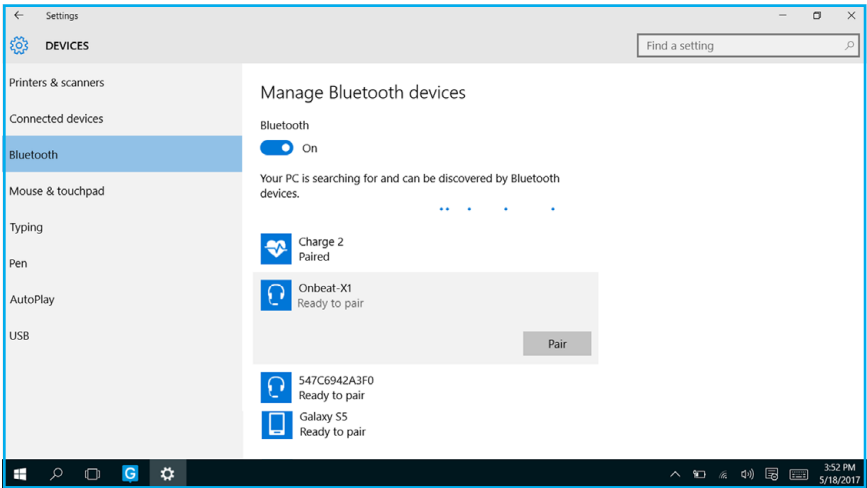 Settings
DEVICES
Find a setting
Printers & scanners
Connected devices
Bluetooth
Mouse & touchpad
Typing
Pen
AutoPlay
USB
Manage Bluetooth devices
Bluetooth
On
Your PC is searching for and can be discovered by Bluetooth
devices.
Charge 2
Paired
Onbeat-X1
Ready to pair
Pair
547C6942A3F0
Ready to pair
Galaxy S5
Ready to pair
G
3:52 PM
5/18/2017